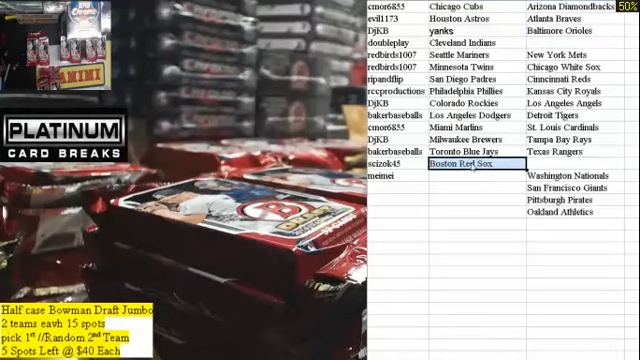 50%
cmor6855 Chicago Cubs Arizona Diamondbacks
evil1173 Houston Astros Atlanta Braves
DjKB yanks Baltimore Orioles
doubleplay Cleveland Indians
redbirds1007 Seattle Mariners New York Mets
redbirds1007 Minnesota Twins Chicago White Sox
ripandflip San Diego Padres Cinncinati Reds
rccproductions Philadelphia Phillies Kansas City Royals
DjKB Colorado Rockies Los Angeles Angels
bakerbaseballs Los Angeles Dodgers Detroit Tigers
cmor6855 Miami Marlins St. Louis Cardinals
DjKB Milwaukee Brewers Tampa Bay Rays
bakerbaseballs Toronto Blue Jays Texas Rangers
scizok45 Boston Red Sox
meimei Washington Nationals
San Francisco Giants
Pittsburgh Pirates
Oakland Athletics
PANINI
PLATINUM
CARD BREAKS
B
Half case Bowman Draft Jumbo
2 teams eavh 15 spots
pick 1st //Random 2nd Team
5 Spots Left @ $40 Each